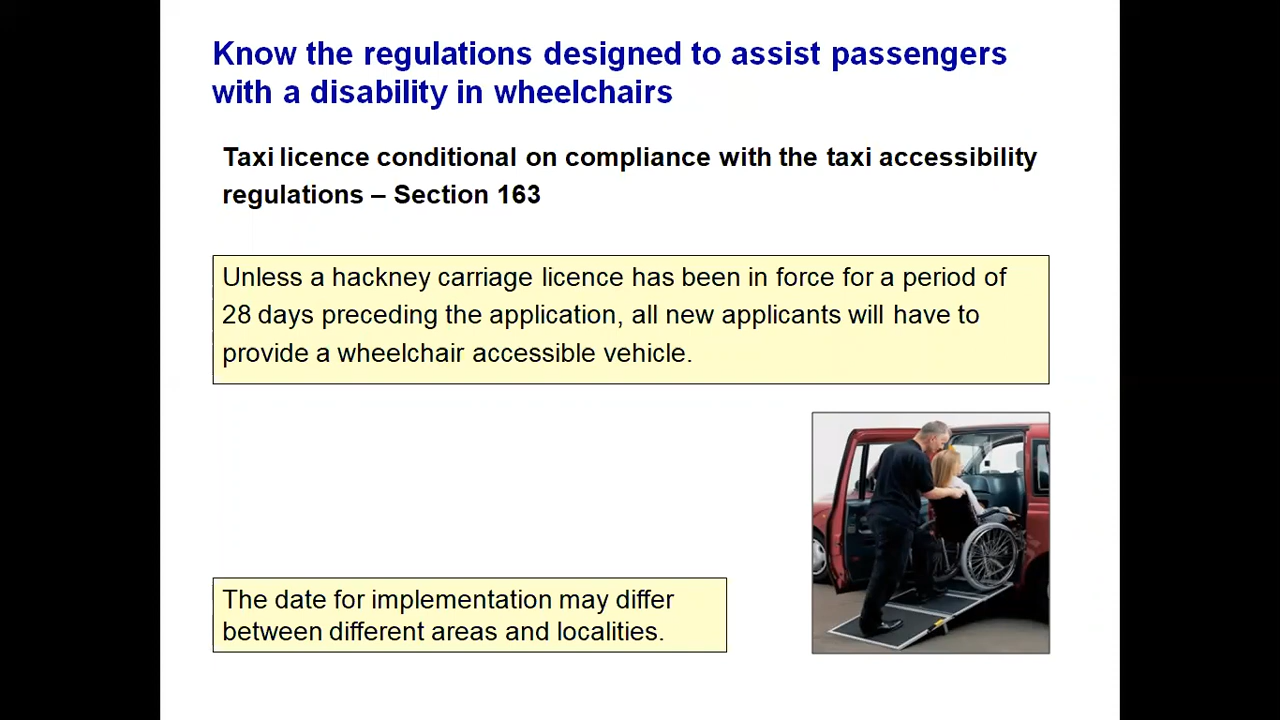 Know the regulations designed to assist passengers
with a disability in wheelchairs
Taxi licence conditional on compliance with the taxi accessibility
regulations – Section 163
Unless a hackney carriage licence has been in force for a period of
28 days preceding the application, all new applicants will have to
provide a wheelchair accessible vehicle.
The date for implementation may differ
between different areas and localities.